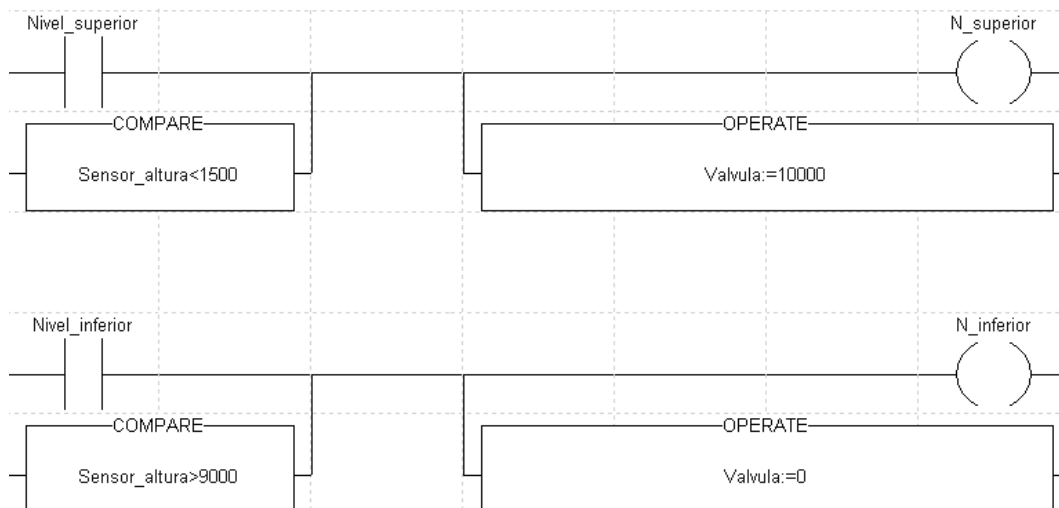 Nivel_superior
N_superior
COMPARE
OPERATE
Sensor_altura<1500
Valvula:=10000
Nivel_inferior
N_inferior
COMPARE
OPERATE
Sensor_altura>9000
Valvula:=0